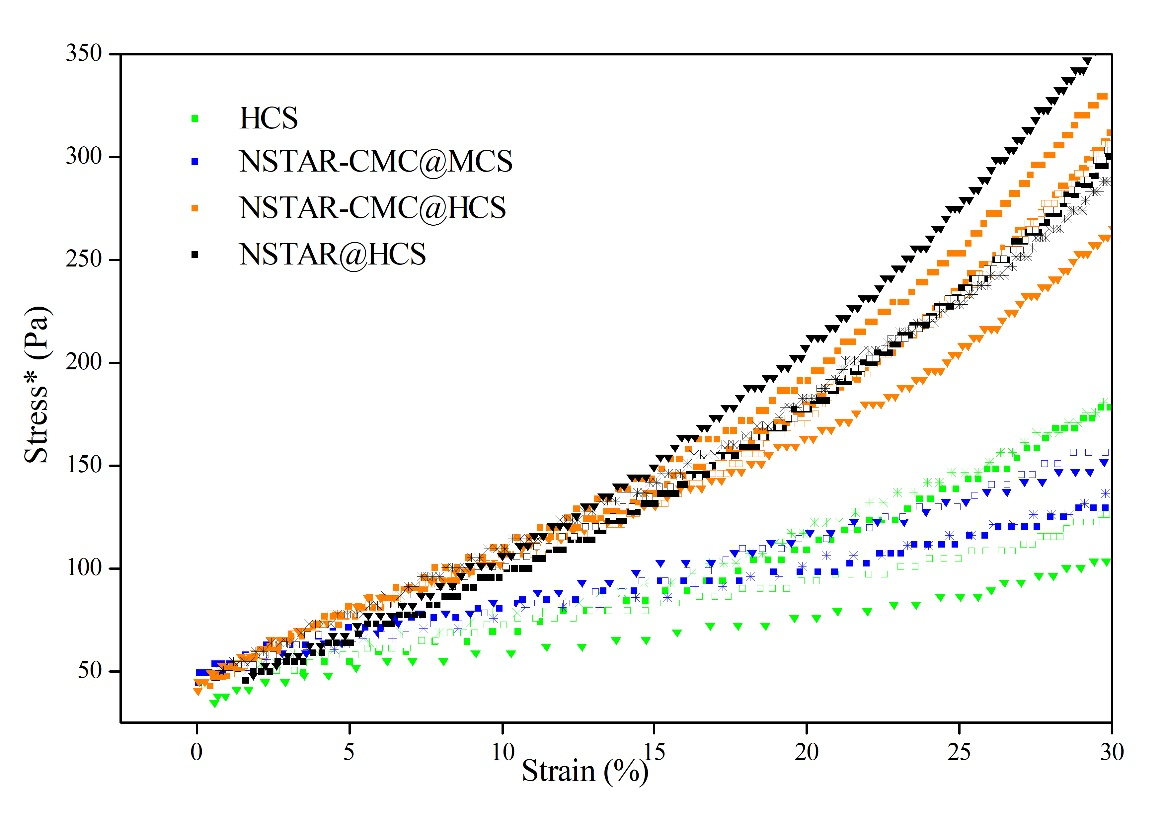 350
300
250
200
150
100
50
Stress* (Pa)
HCS
NSTAR-CMC@MCS
NSTAR-CMC@HCS
NSTAR@HCS
0 5 10 15 20 25 30
Strain (%)